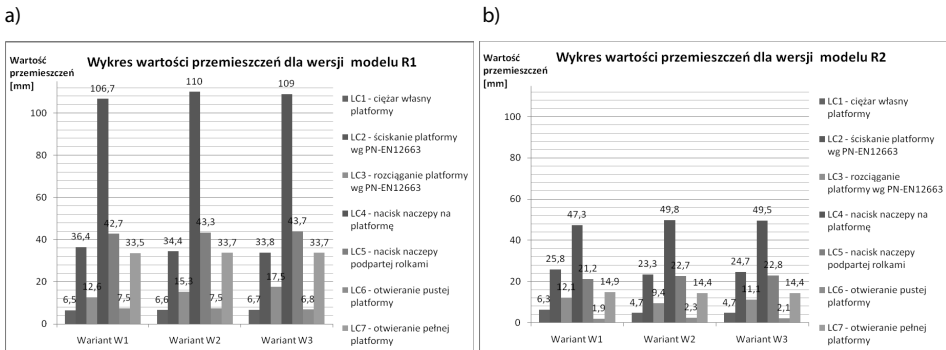 a)
Wartość
przemieszczeń
[mm]
Wykres wartości przemieszczeń dla wersji modelu R1
100
80
60
40
20
0
6,5
36,4
12,6
106,7
42,7
7,5
33,5
6,6
34,4
15,3
110
43,3
7,5
33,7
6,7
33,8
17,5
109
43,7
6,8
33,7
Wariant W1
Wariant W2
Wariant W3
LC1 - ciężar własny
platformy
LC2 - ściskanie platformy
wg PN-EN12663
LC3 - rozciąganie platformy
wg PN-EN12663
LC4 - nacisk naczepy na
platformę
LC5 - nacisk naczepy
podpartej rolkami
LC6 - otwieranie pustej
platformy
LC7 - otwieranie pełnej
platformy
b)
Wartość
przemieszczeń
[mm]
Wykres wartości przemieszczeń dla wersji modelu R2
100
80
60
40
20
0
6,3
25,8
12,1
47,3
21,2
1,9
14,9
4,7
23,3
9,4
49,8
22,7
2,3
14,4
4,7
24,7
11,1
49,5
22,8
2,1
14,4
Wariant W1
Wariant W2
Wariant W3
LC1 - ciężar własny
platformy
LC2 - ściskanie platformy
wg PN-EN12663
LC3 - rozciąganie
platformy wg PN-EN12663
LC4 - nacisk naczepy na
platformę
LC5 - nacisk naczepy
podpartej rolkami
LC6 - otwieranie pustej
platformy
LC7 - otwieranie pełnej
platformy